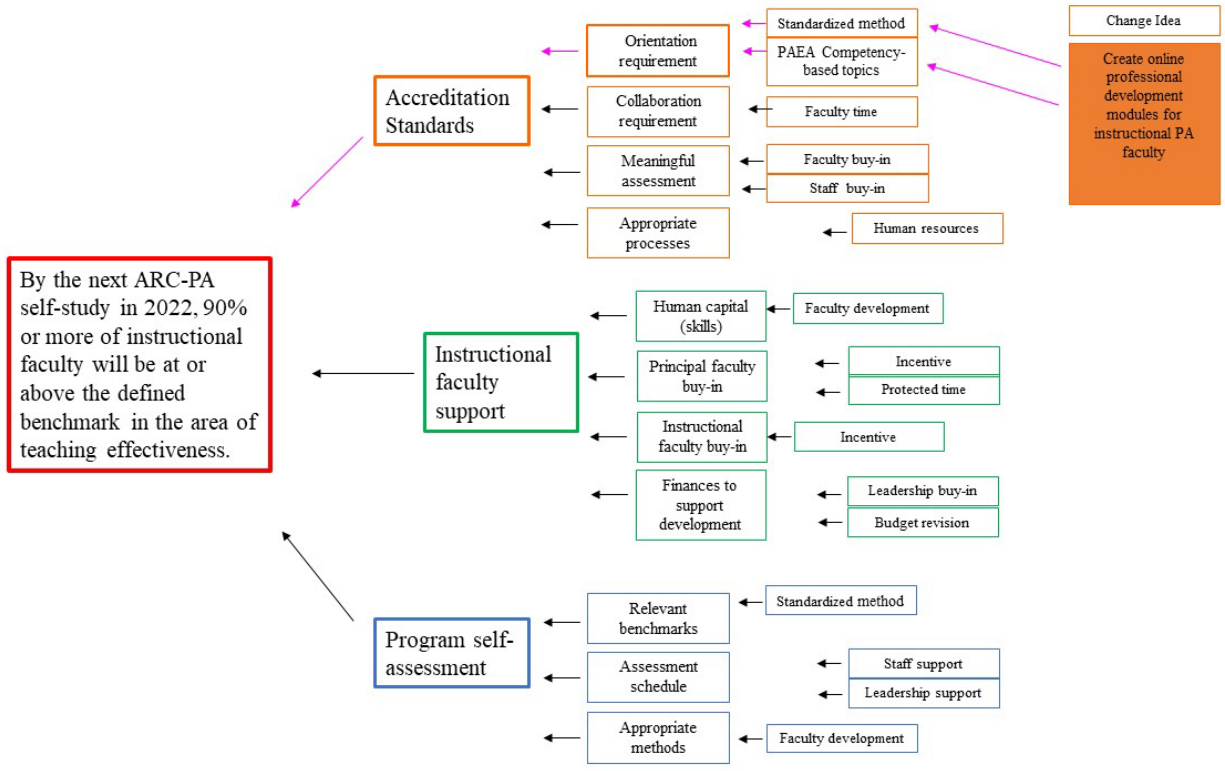 Standardized method
Change Idea
Orientation
requirement
PAEA Competency-
based topics
Create online
professional
development
modules for
instructional PA
faculty
Accreditation
Standards
Collaboration
requirement
Faculty time
Meaningful
assessment
Faculty buy-in
Staff buy-in
Appropriate
processes
Human resources
By the next ARC-PA
self-study in 2022, 90%
or more of instructional
faculty will be at or
above the defined
benchmark in the area of
teaching effectiveness.
Instructional
faculty
support
Human capital
(skills)
Faculty development
Principal faculty
buy-in
Incentive
Protected time
Instructional
faculty buy-in
Incentive
Finances to
support
development
Leadership buy-in
Budget revision
Program self-
assessment
Relevant
benchmarks
Standardized method
Assessment
schedule
Staff support
Leadership support
Appropriate
methods
Faculty development